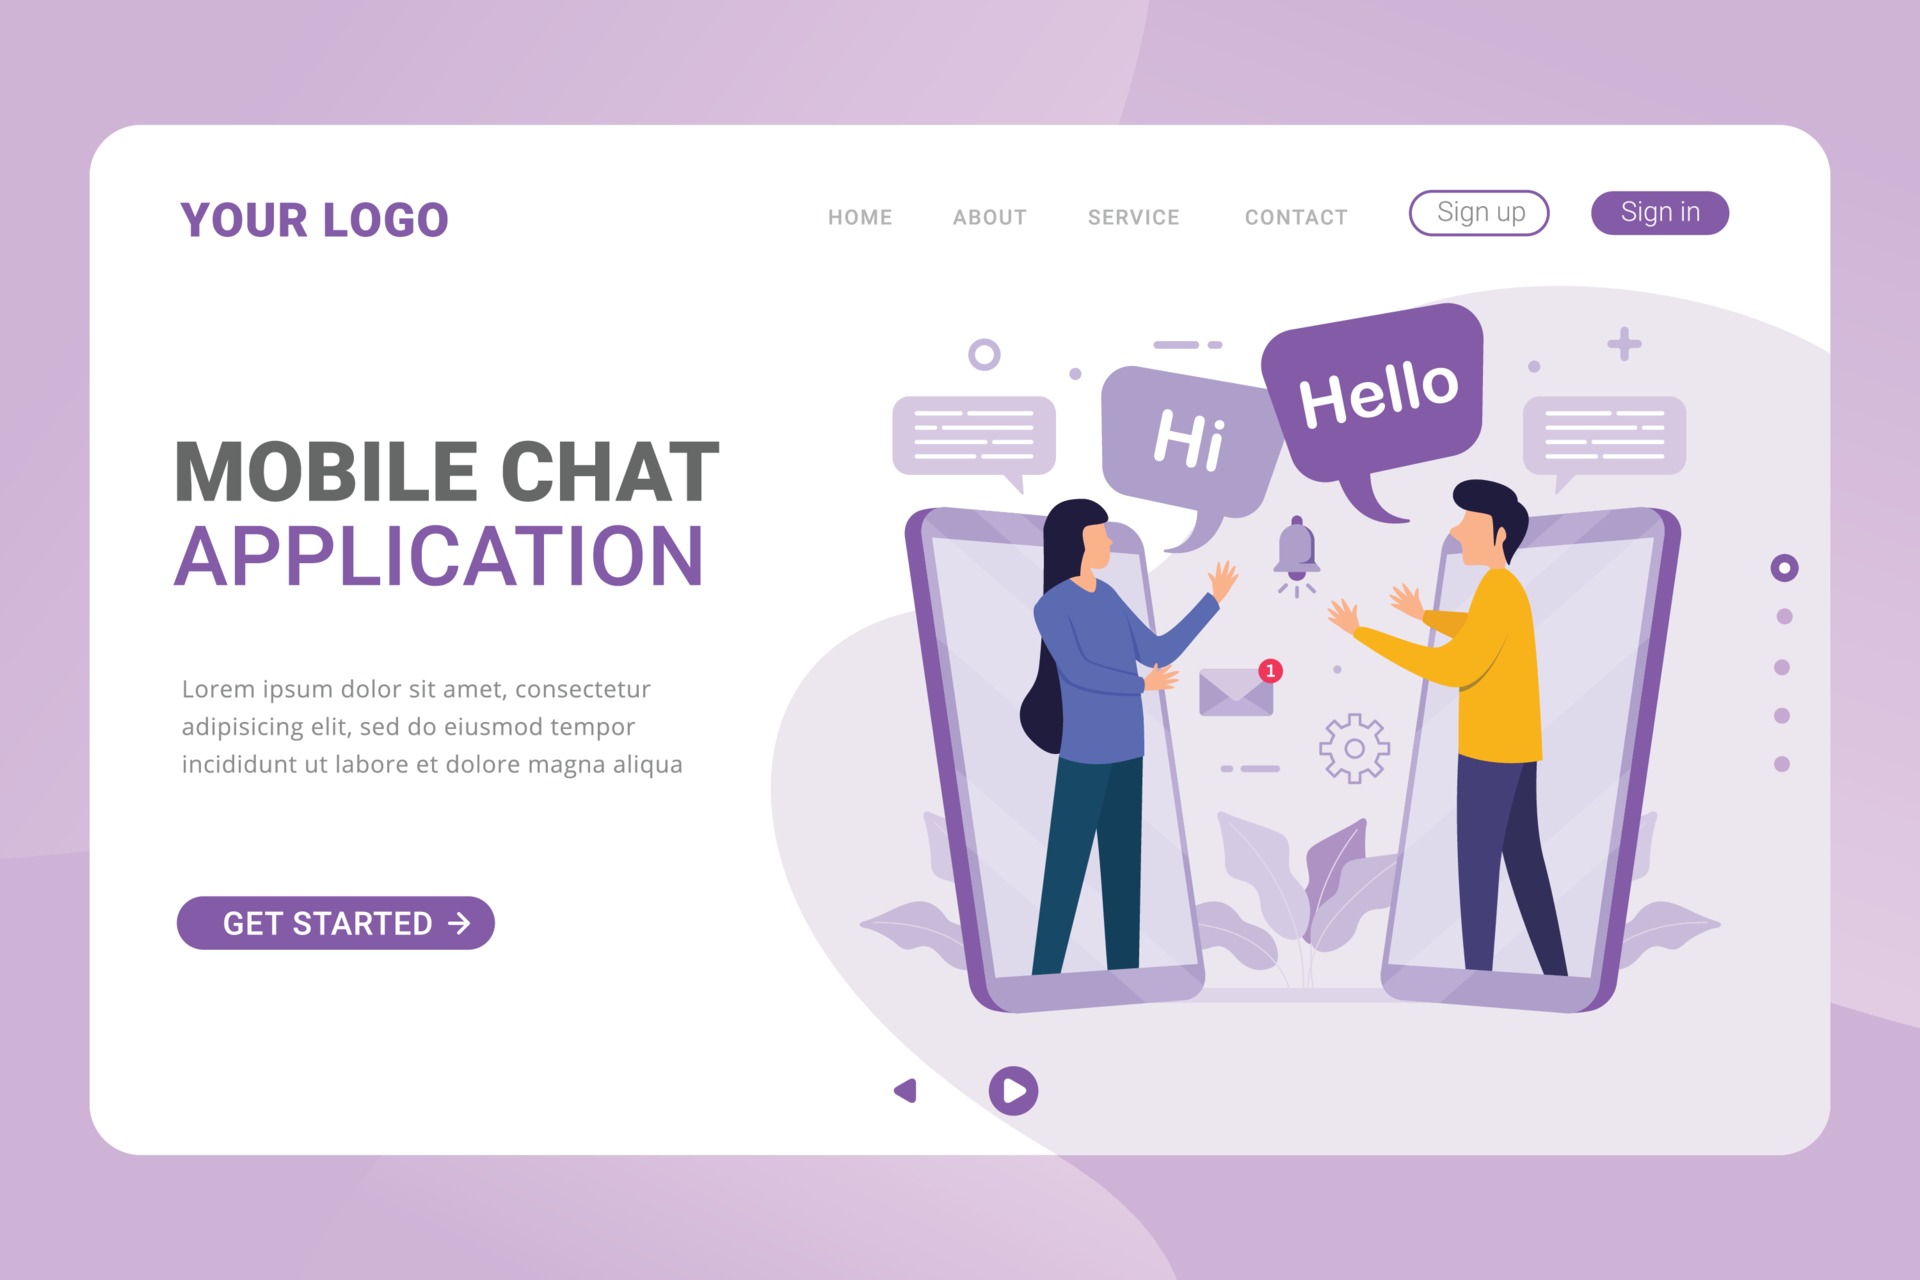 YOUR LOGO
HOME ABOUT SERVICE CONTACT Sign up Sign in
MOBILE CHAT
APPLICATION
Lorem ipsum dolor sit amet, consectetur
adipisicing elit, sed do eiusmod tempor
incididunt ut labore et dolore magna aliqua
GET STARTED
Hi
Hello
1